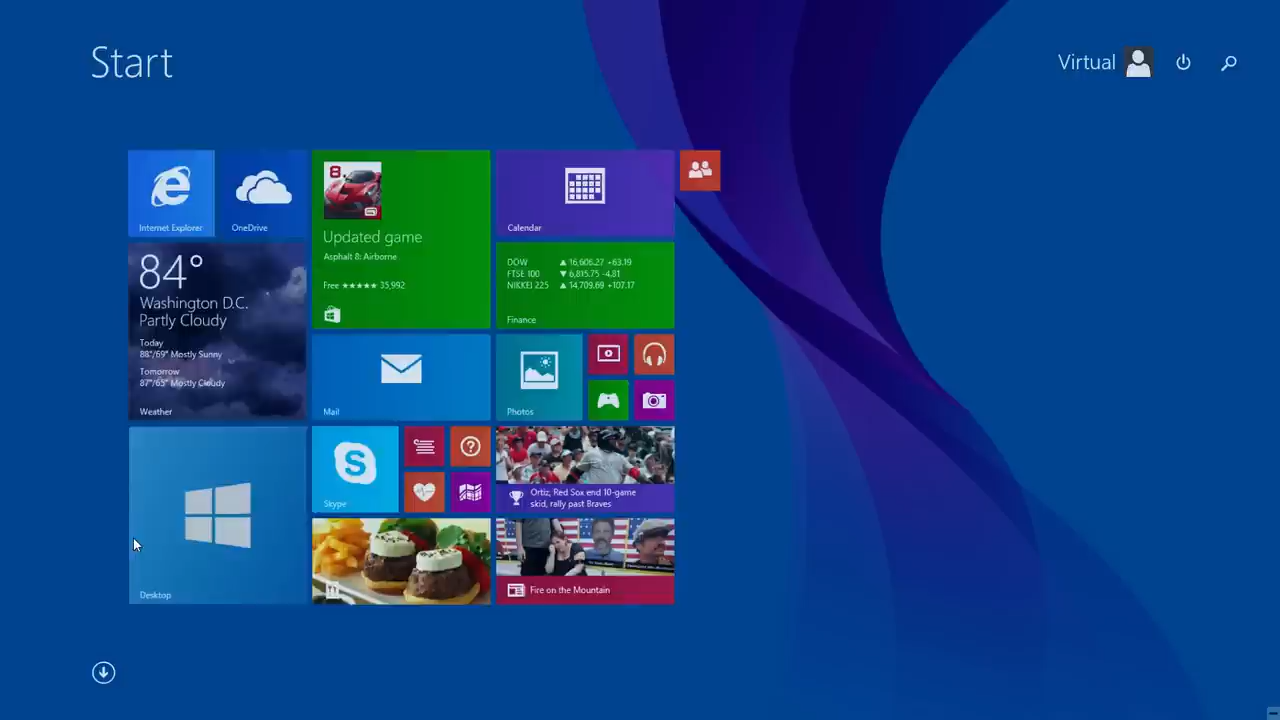 Start
Virtual
Internet Explorer
OneDrive
84°
Washington D.C.
Partly Cloudy
Today
88°/69° Mostly Sunny
Tomorrow
87°/65° Mostly Cloudy
Weather
Desktop
8
Updated game
Asphalt 8: Airborne
Free ★★★★★ 35,992
Mail
Skype
Calendar
DOW ▲ 16,606.27 +63.19
FTSE 100 ▼ 6,815.75 -4.81
NIKKEI 225 ▲ 14,709.69 +107.17
Finance
Photos
Ortiz, Red Sox end 10-game
skid, rally past Braves
Fire on the Mountain